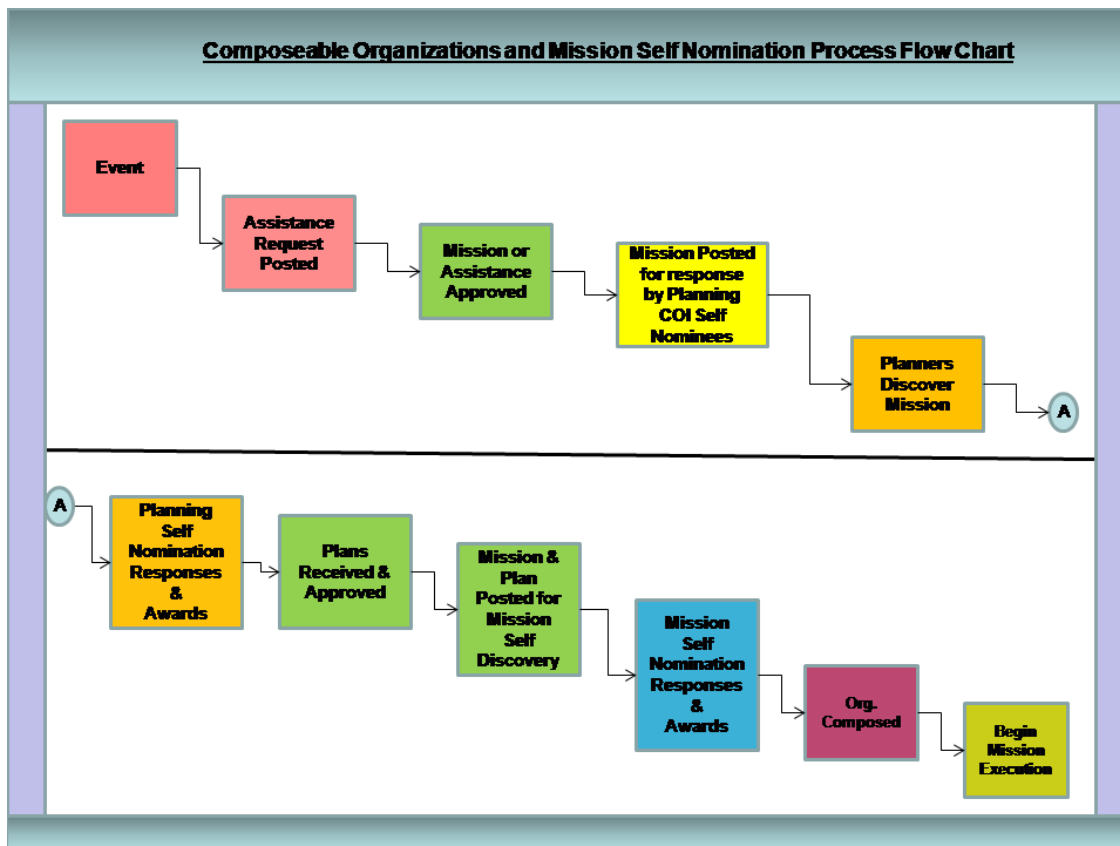 Composeable Organizations and Mission Self Nomination Process Flow Chart
Event
Assistance
Request
Posted
Mission or
Assistance
Approved
Mission Posted
for response
by Planning
COI Self
Nominees
Planners
Discover
Mission
A
A
Planning
Self
Nomination
Responses
&
Awards
Plans
Received &
Approved
Mission &
Plan
Posted for
Mission
Self
Discovery
Mission
Self
Nomination
Responses
&
Awards
Org.
Composed
Begin
Mission
Execution